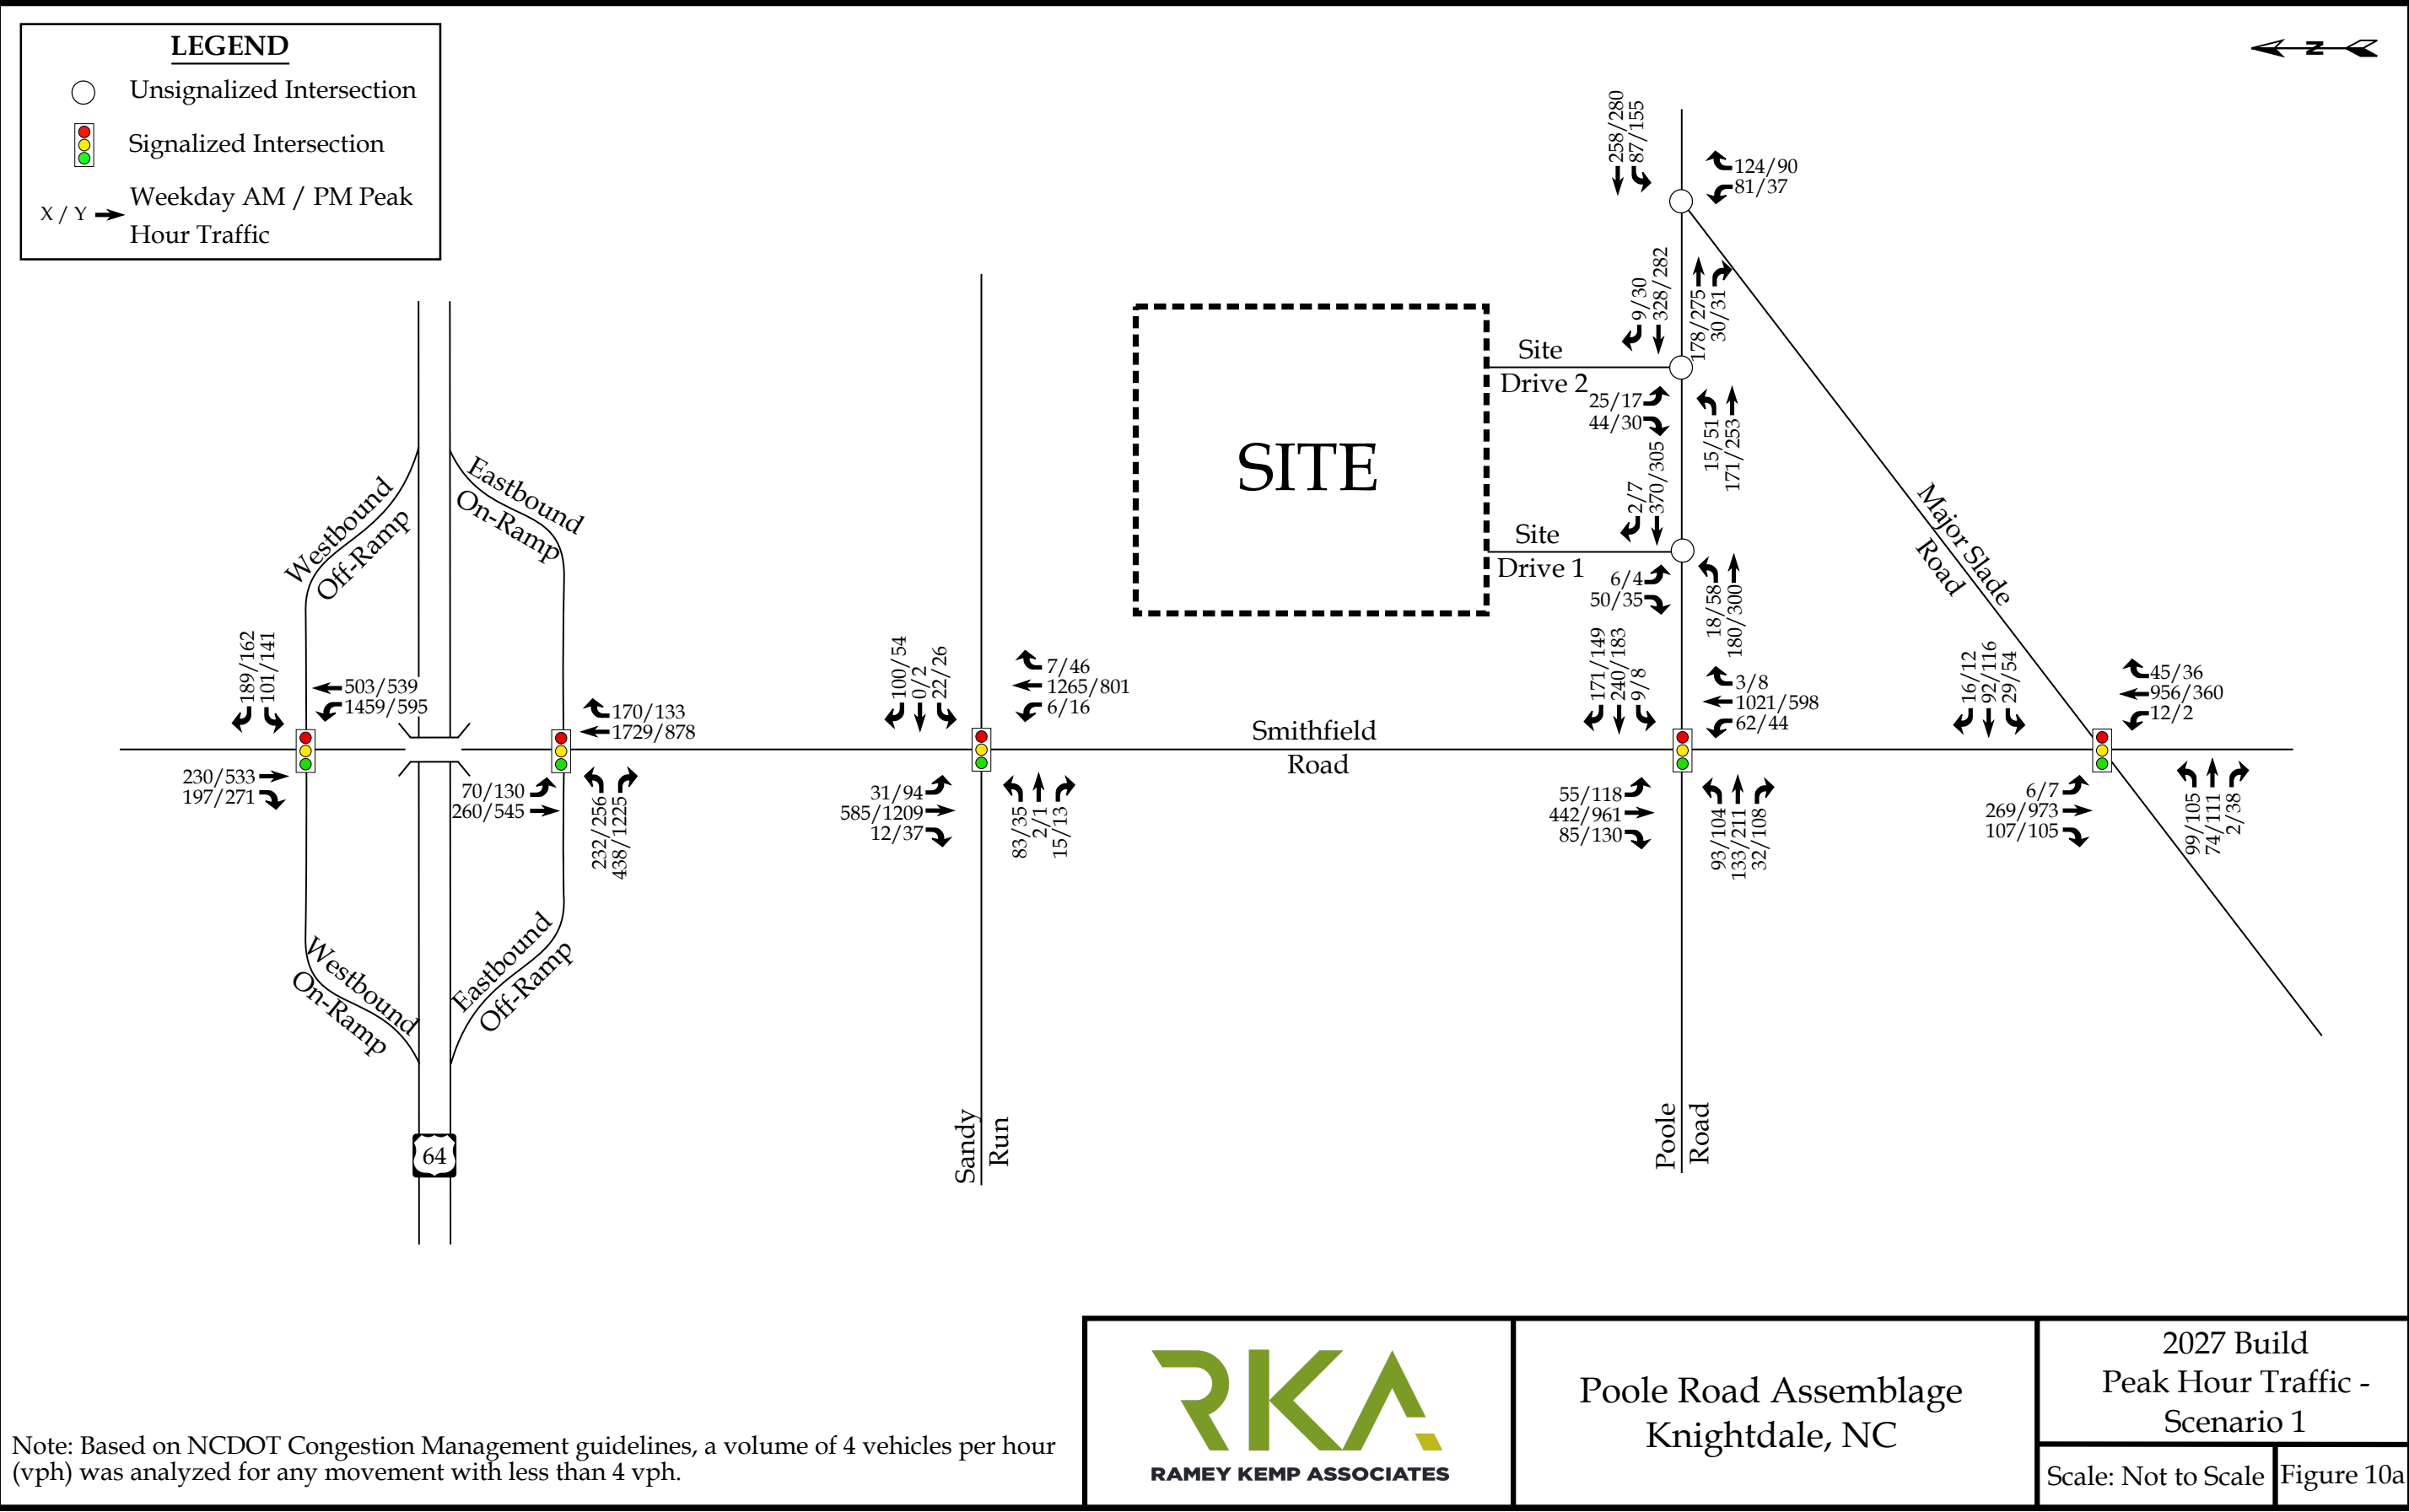 LEGEND
Unsignalized Intersection
Signalized Intersection
X / Y
Weekday AM / PM Peak
Hour Traffic
N
258/280
87/155
124/90
81/37
9/30
328/282
178/275
30/31
Site
Drive 2
25/17
44/30
15/51
171/253
2/7
370/305
Site
Drive 1
6/4
50/35
18/58
180/300
SITE
Major Slade
Road
Westbound
Off-Ramp
Eastbound
On-Ramp
189/162
101/141
503/539
1459/595
230/533
197/271
170/133
1729/878
70/130
260/545
232/256
438/1225
100/54
0/2
22/26
7/46
1265/801
6/16
31/94
585/1209
12/37
83/35
2/1
15/13
Smithfield
Road
171/149
240/183
9/8
3/8
1021/598
62/44
55/118
442/961
85/130
93/104
133/211
32/108
16/12
92/116
29/54
45/36
956/360
12/2
6/7
269/973
107/105
99/105
74/111
2/38
Westbound
On-Ramp
Eastbound
Off-Ramp
64
Sandy
Run
Poole
Road
Note: Based on NCDOT Congestion Management guidelines, a volume of 4 vehicles per hour
(vph) was analyzed for any movement with less than 4 vph.
RKA
RAMEY KEMP ASSOCIATES
Poole Road Assemblage
Knightdale, NC
2027 Build
Peak Hour Traffic -
Scenario 1
Scale: Not to Scale
Figure 10a